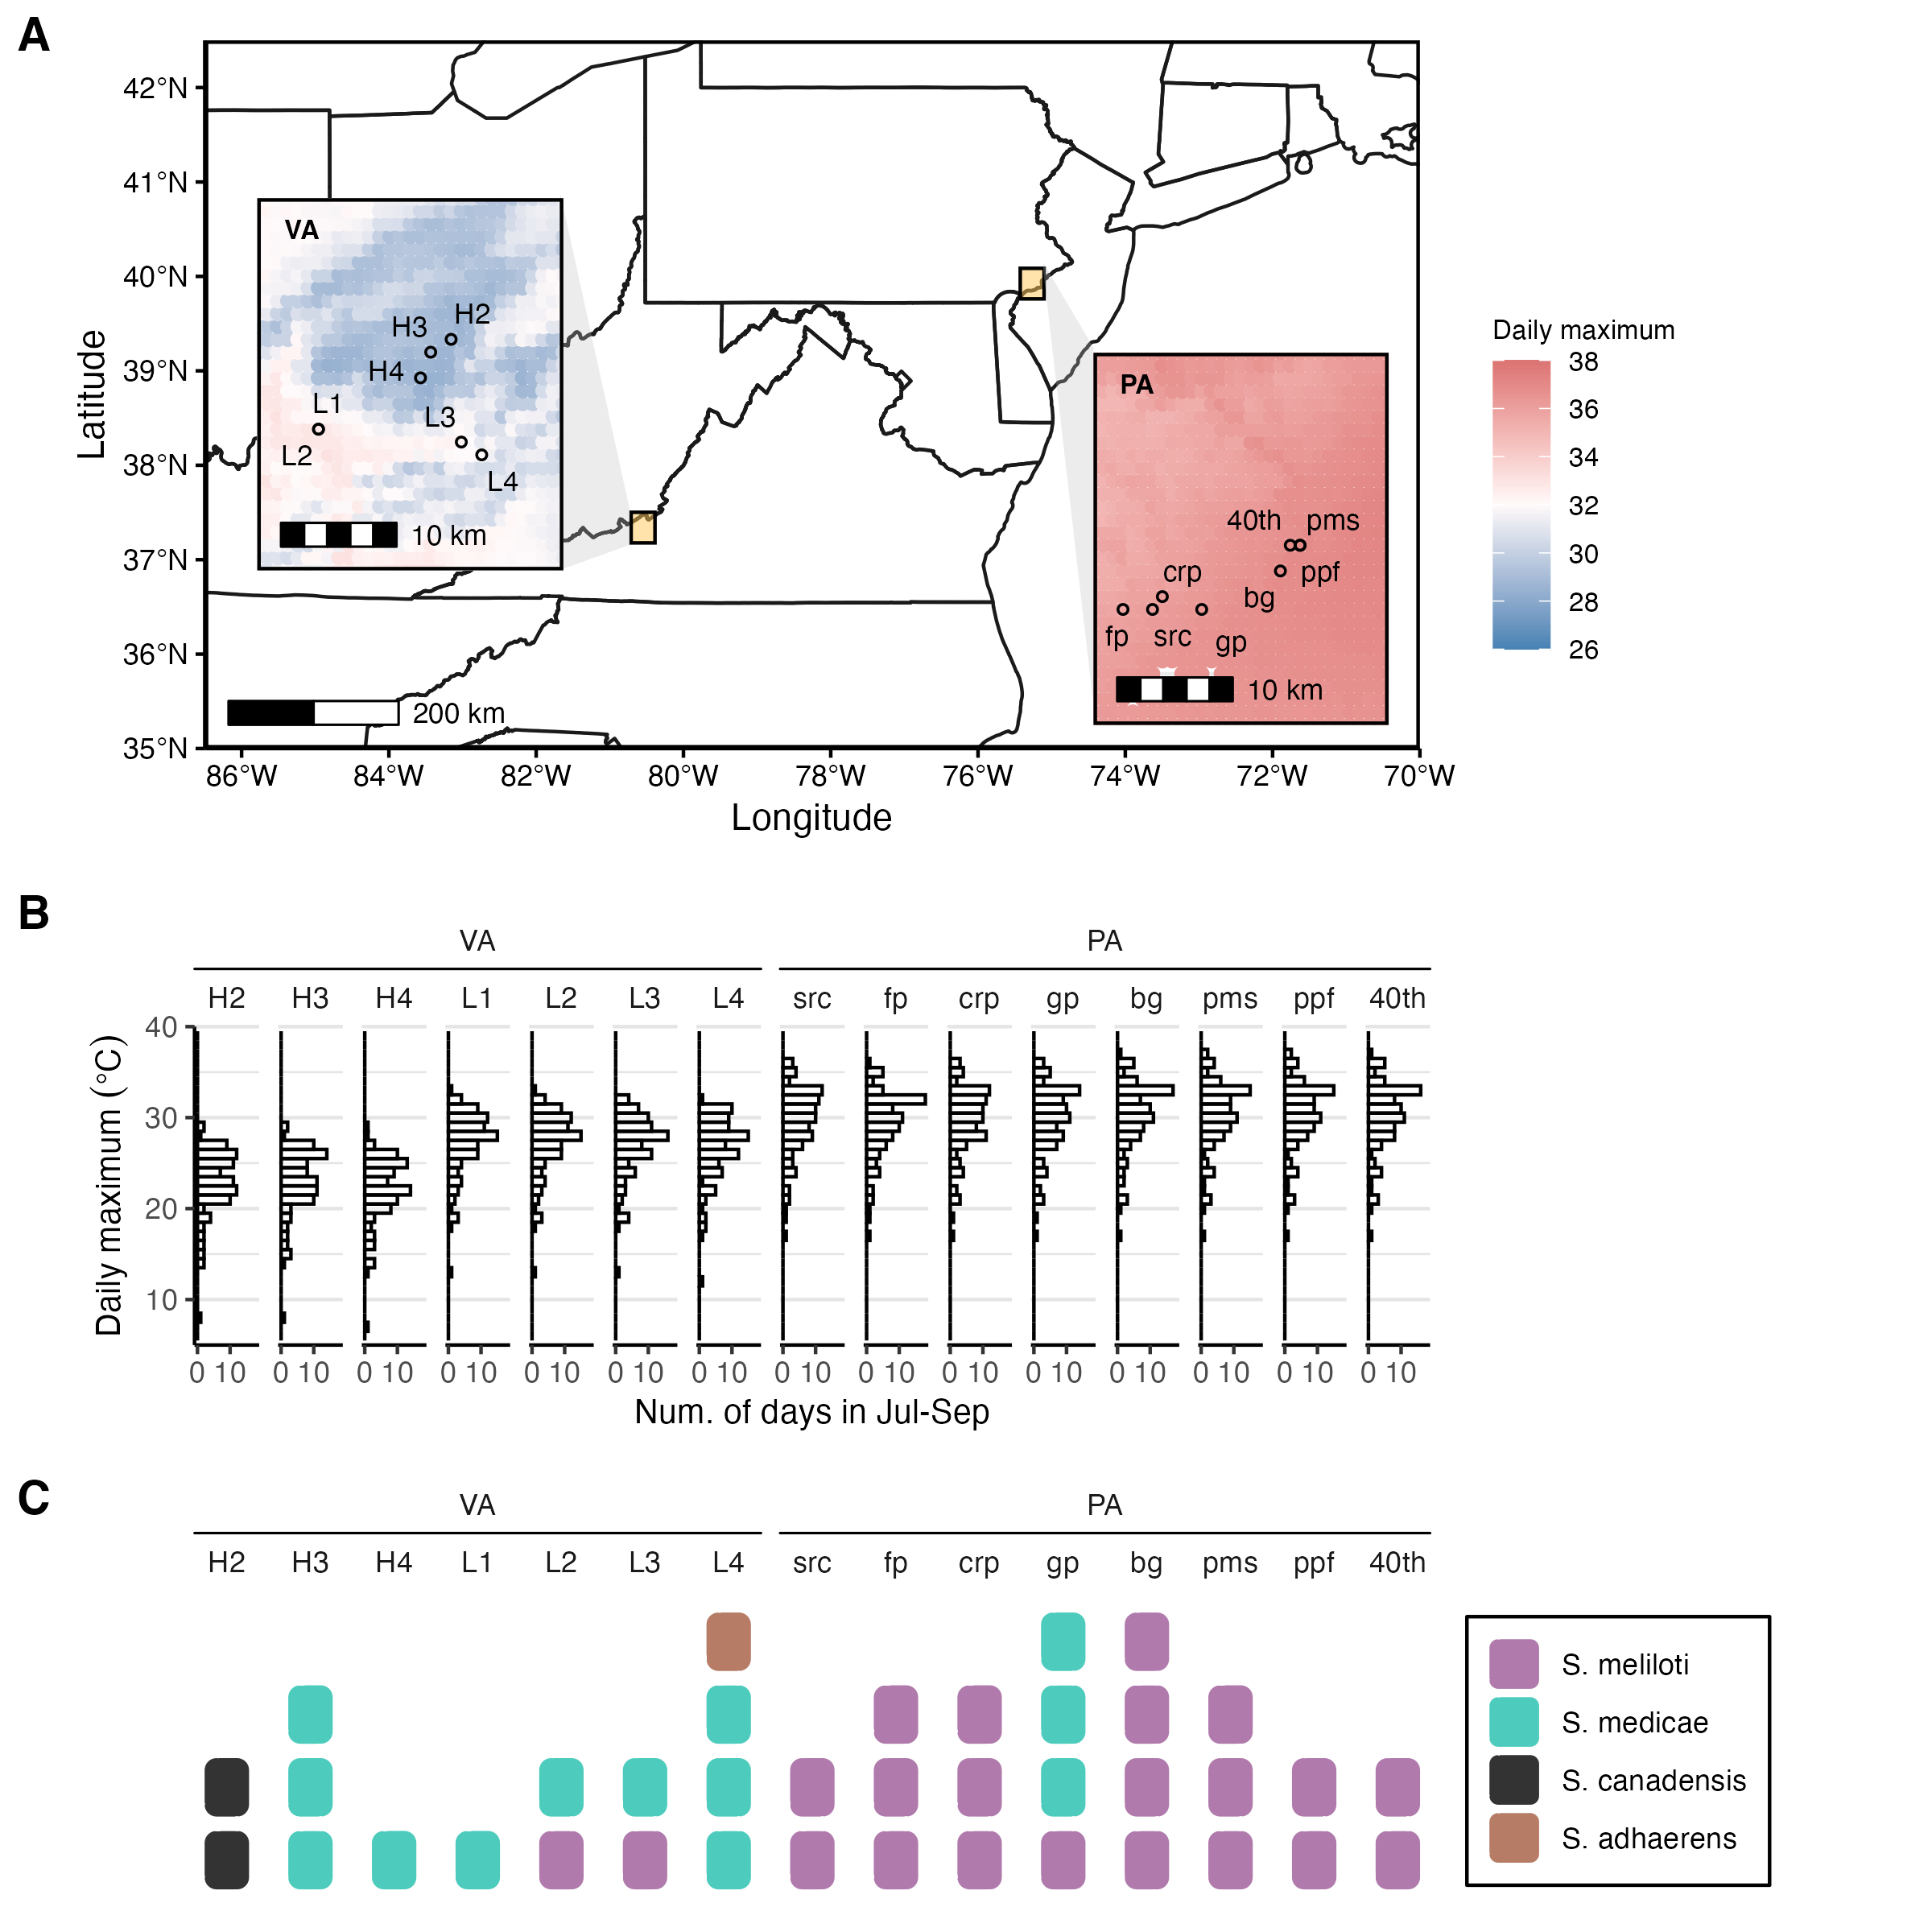 A
42°N
41°N
40°N
39°N
38°N
37°N
36°N
35°N
Latitude
VA
H2
H3
H4
L1
L3
L2
L4
10 km
200 km
PA
40th pms
crp ppf
bg
fp src gp
10 km
86°W 84°W 82°W 80°W 78°W 76°W 74°W 72°W 70°W
Longitude
Daily maximum
38
36
34
32
30
28
26
B
VA PA
H2 H3 H4 L1 L2 L3 L4 src fp crp gp bg pms ppf 40th
Daily maximum (°C)
40
30
20
10
0 10 0 10 0 10 0 10 0 10 0 10 0 10 0 10 0 10 0 10 0 10 0 10 0 10 0 10 0 10
Num. of days in Jul-Sep
C
VA PA
H2 H3 H4 L1 L2 L3 L4 src fp crp gp bg pms ppf 40th
S. meliloti
S. medicae
S. canadensis
S. adhaerens